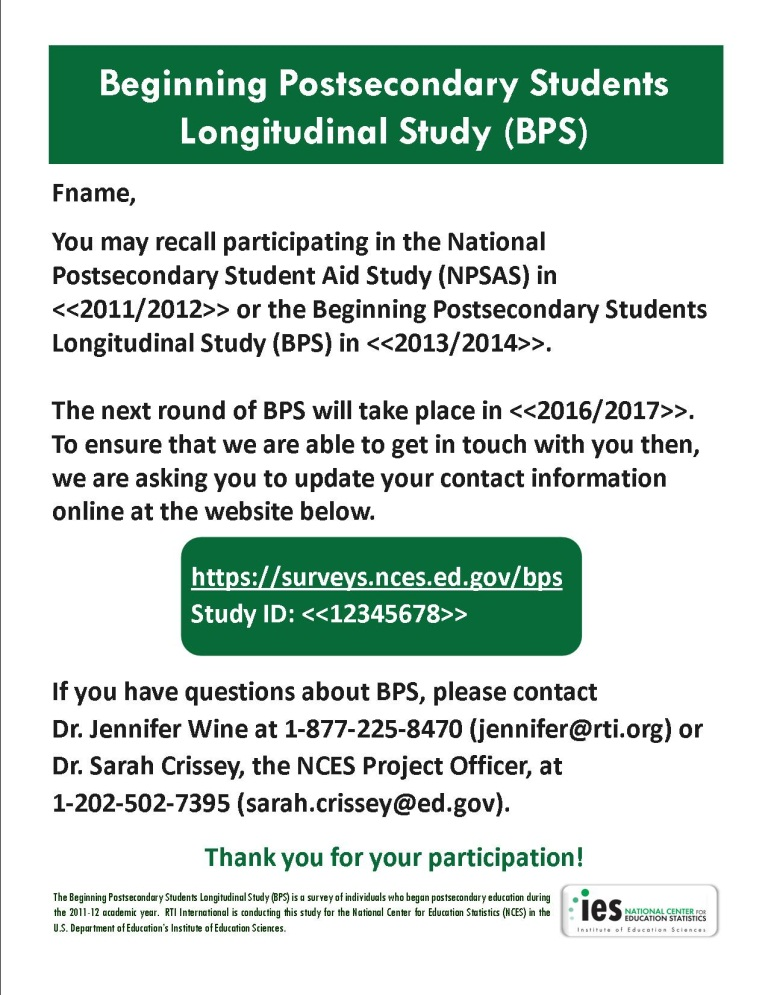 Beginning Postsecondary Students
Longitudinal Study (BPS)
Fname,
You may recall participating in the National
Postsecondary Student Aid Study (NPSAS) in
<<2011/2012>> or the Beginning Postsecondary Students
Longitudinal Study (BPS) in <<2013/2014>>.
The next round of BPS will take place in <<2016/2017>>.
To ensure that we are able to get in touch with you then,
we are asking you to update your contact information
online at the website below.
https://surveys.nces.ed.gov/bps
Study ID: <<12345678>>
If you have questions about BPS, please contact
Dr. Jennifer Wine at 1-877-225-8470 (jennifer@rti.org) or
Dr. Sarah Crissey, the NCES Project Officer, at
1-202-502-7395 (sarah.crissey@ed.gov).
Thank you for your participation!
The Beginning Postsecondary Students Longitudinal Study (BPS) is a survey of individuals who began postsecondary education during
the 2011-12 academic year. RTI International is conducting this study for the National Center for Education Statistics (NCES) in the
U.S. Department of Education's Institute of Education Sciences.
ies NATIONAL CENTER FOR
EDUCATION STATISTICS
Institute of Education Sciences